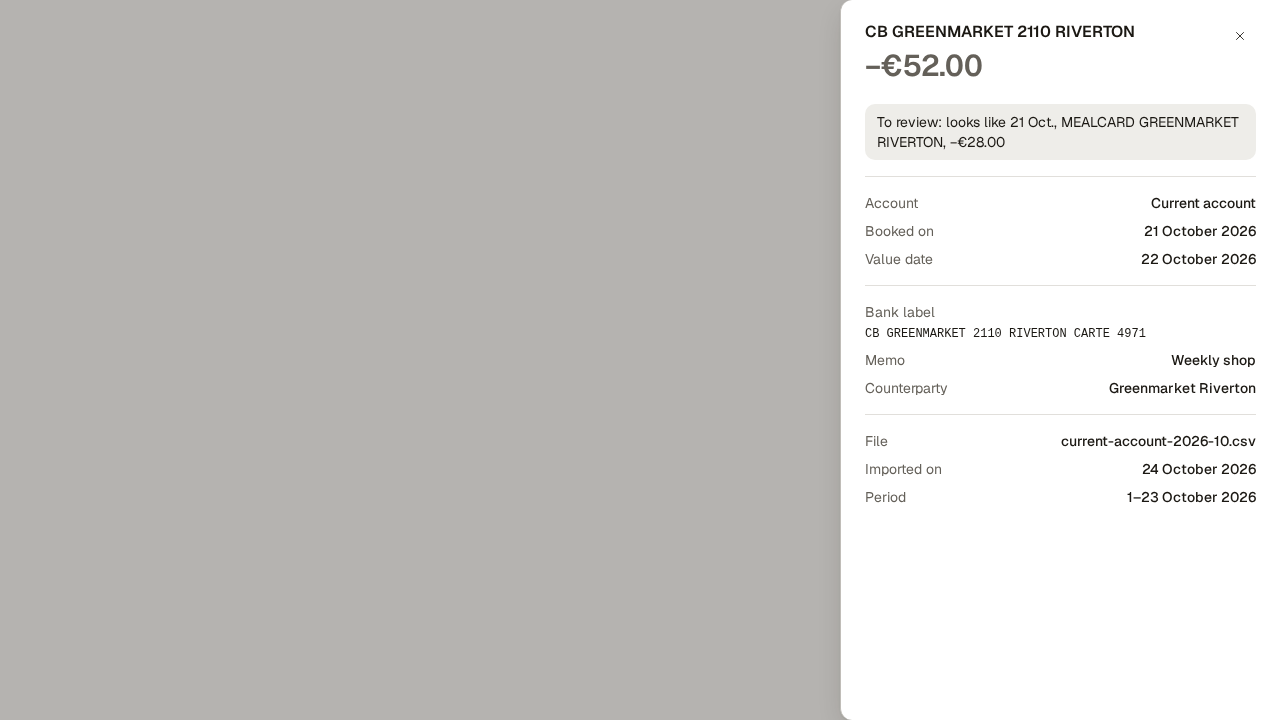 CB GREENMARKET 2110 RIVERTON
−€52.00
To review: looks like 21 Oct., MEALCARD GREENMARKET
RIVERTON, −€28.00
Account Current account
Booked on 21 October 2026
Value date 22 October 2026
Bank label
CB GREENMARKET 2110 RIVERTON CARTE 4971
Memo Weekly shop
Counterparty Greenmarket Riverton
File current-account-2026-10.csv
Imported on 24 October 2026
Period 1–23 October 2026